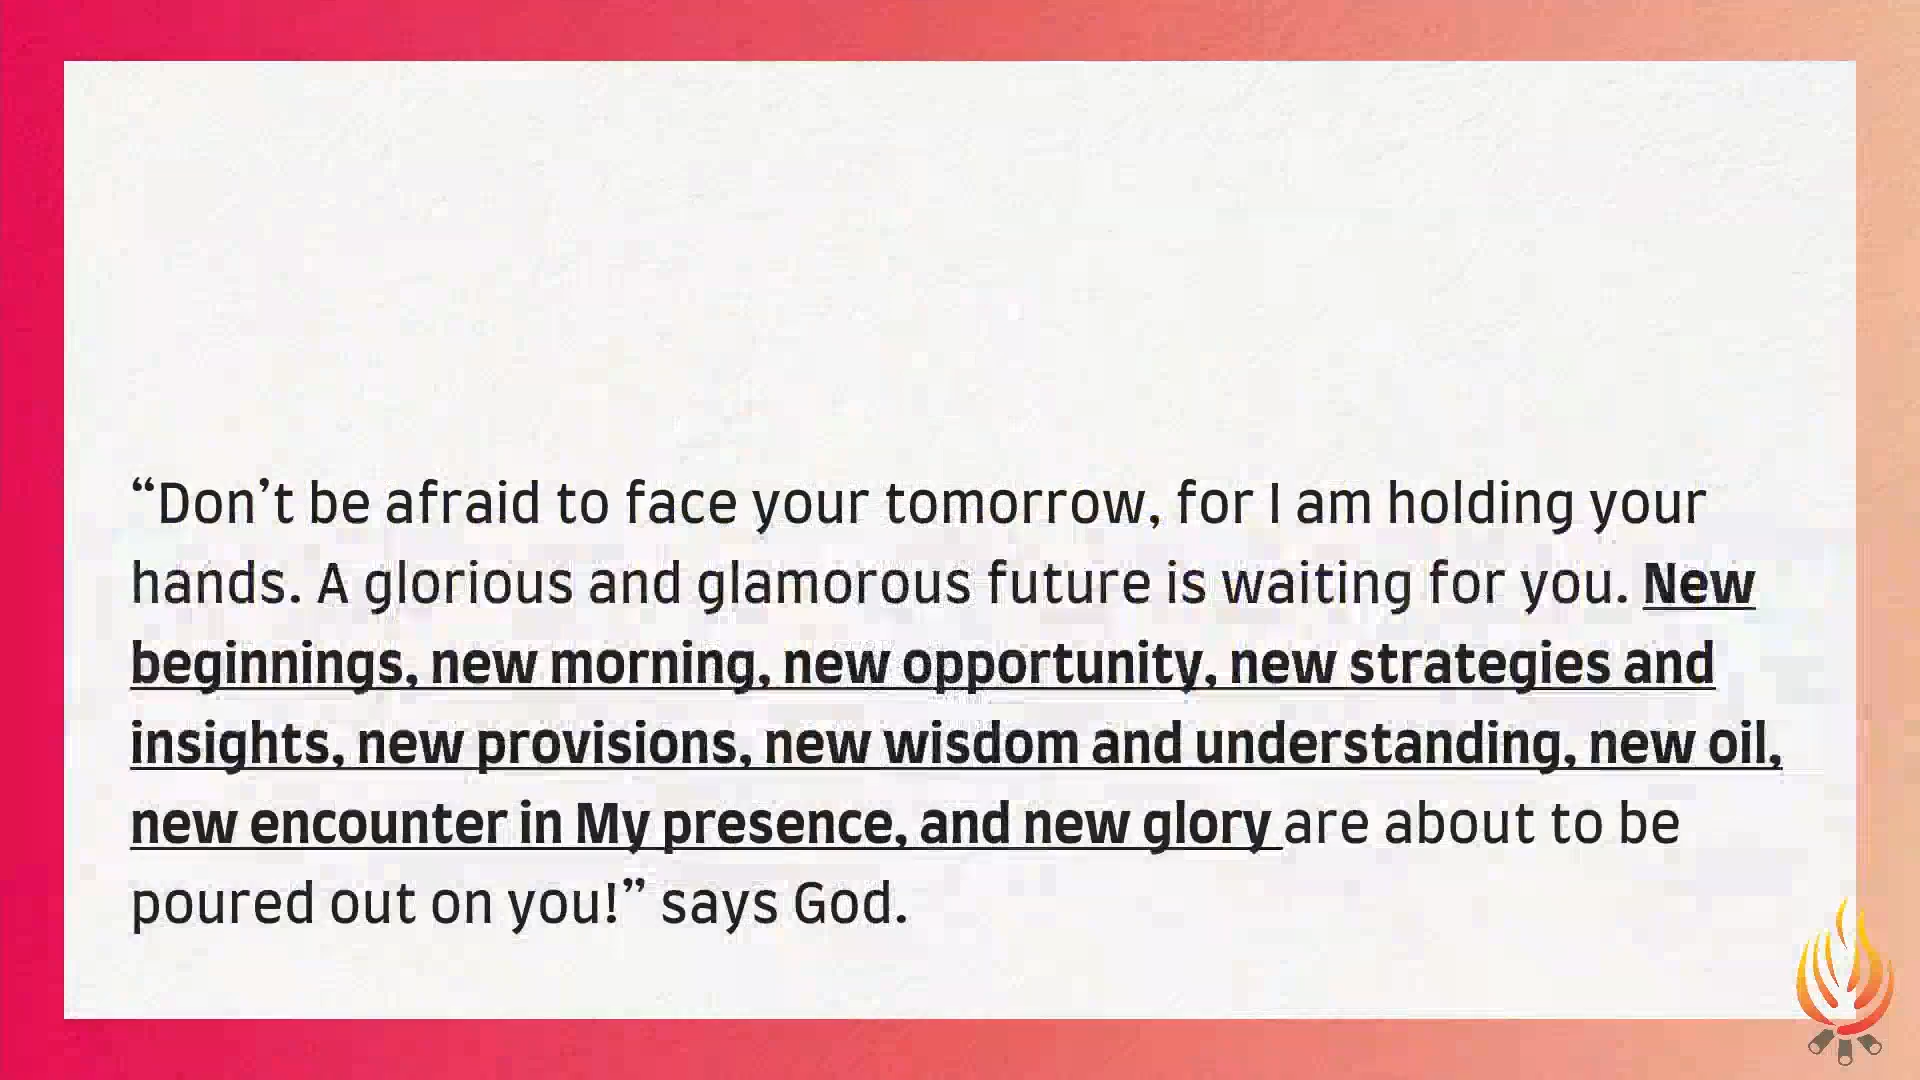 “Don’t be afraid to face your tomorrow, for I am holding your
hands. A glorious and glamorous future is waiting for you. New
beginnings, new morning, new opportunity, new strategies and
insights, new provisions, new wisdom and understanding, new oil,
new encounter in My presence, and new glory are about to be
poured out on you!” says God.